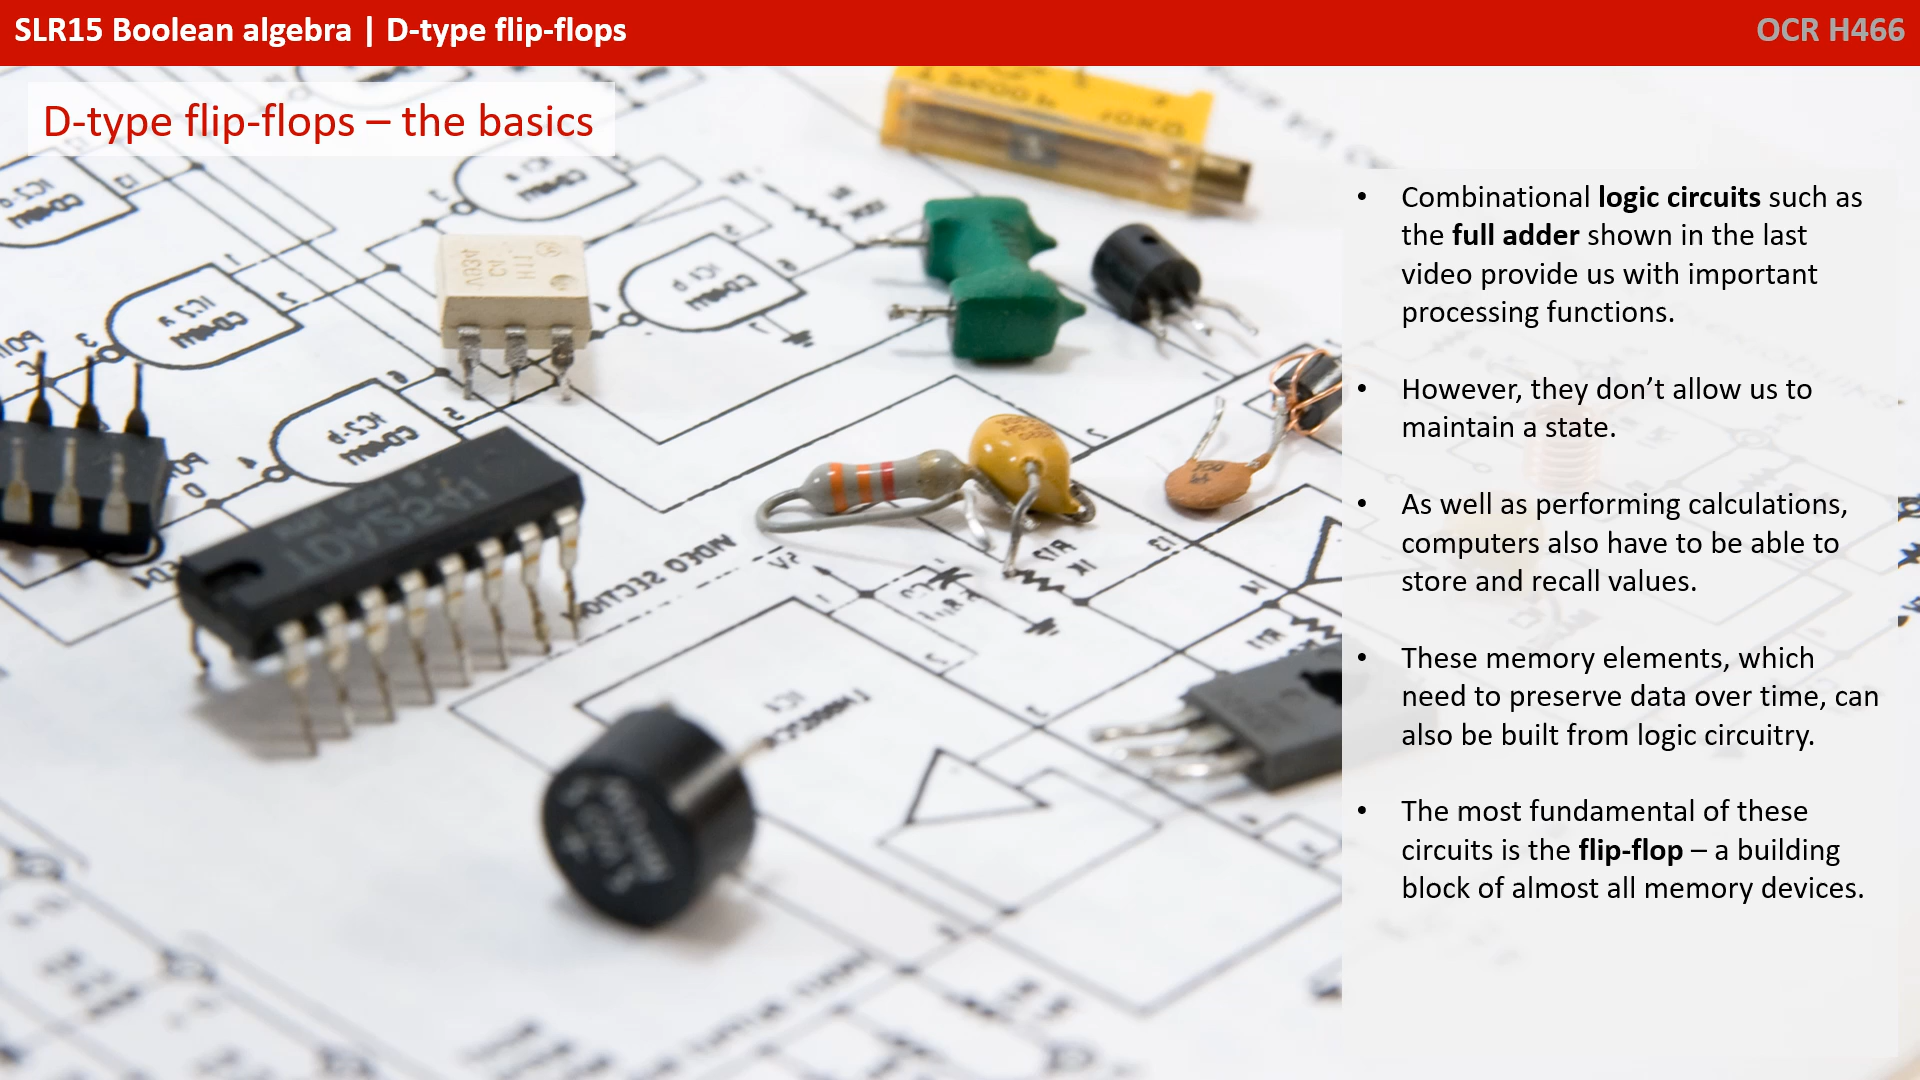 SLR15 Boolean algebra | D-type flip-flops
OCR H466
D-type flip-flops – the basics
• Combinational logic circuits such as
the full adder shown in the last
video provide us with important
processing functions.
• However, they don’t allow us to
maintain a state.
• As well as performing calculations,
computers also have to be able to
store and recall values.
• These memory elements, which
need to preserve data over time, can
also be built from logic circuitry.
• The most fundamental of these
circuits is the flip-flop – a building
block of almost all memory devices.
VIDEO SECTION